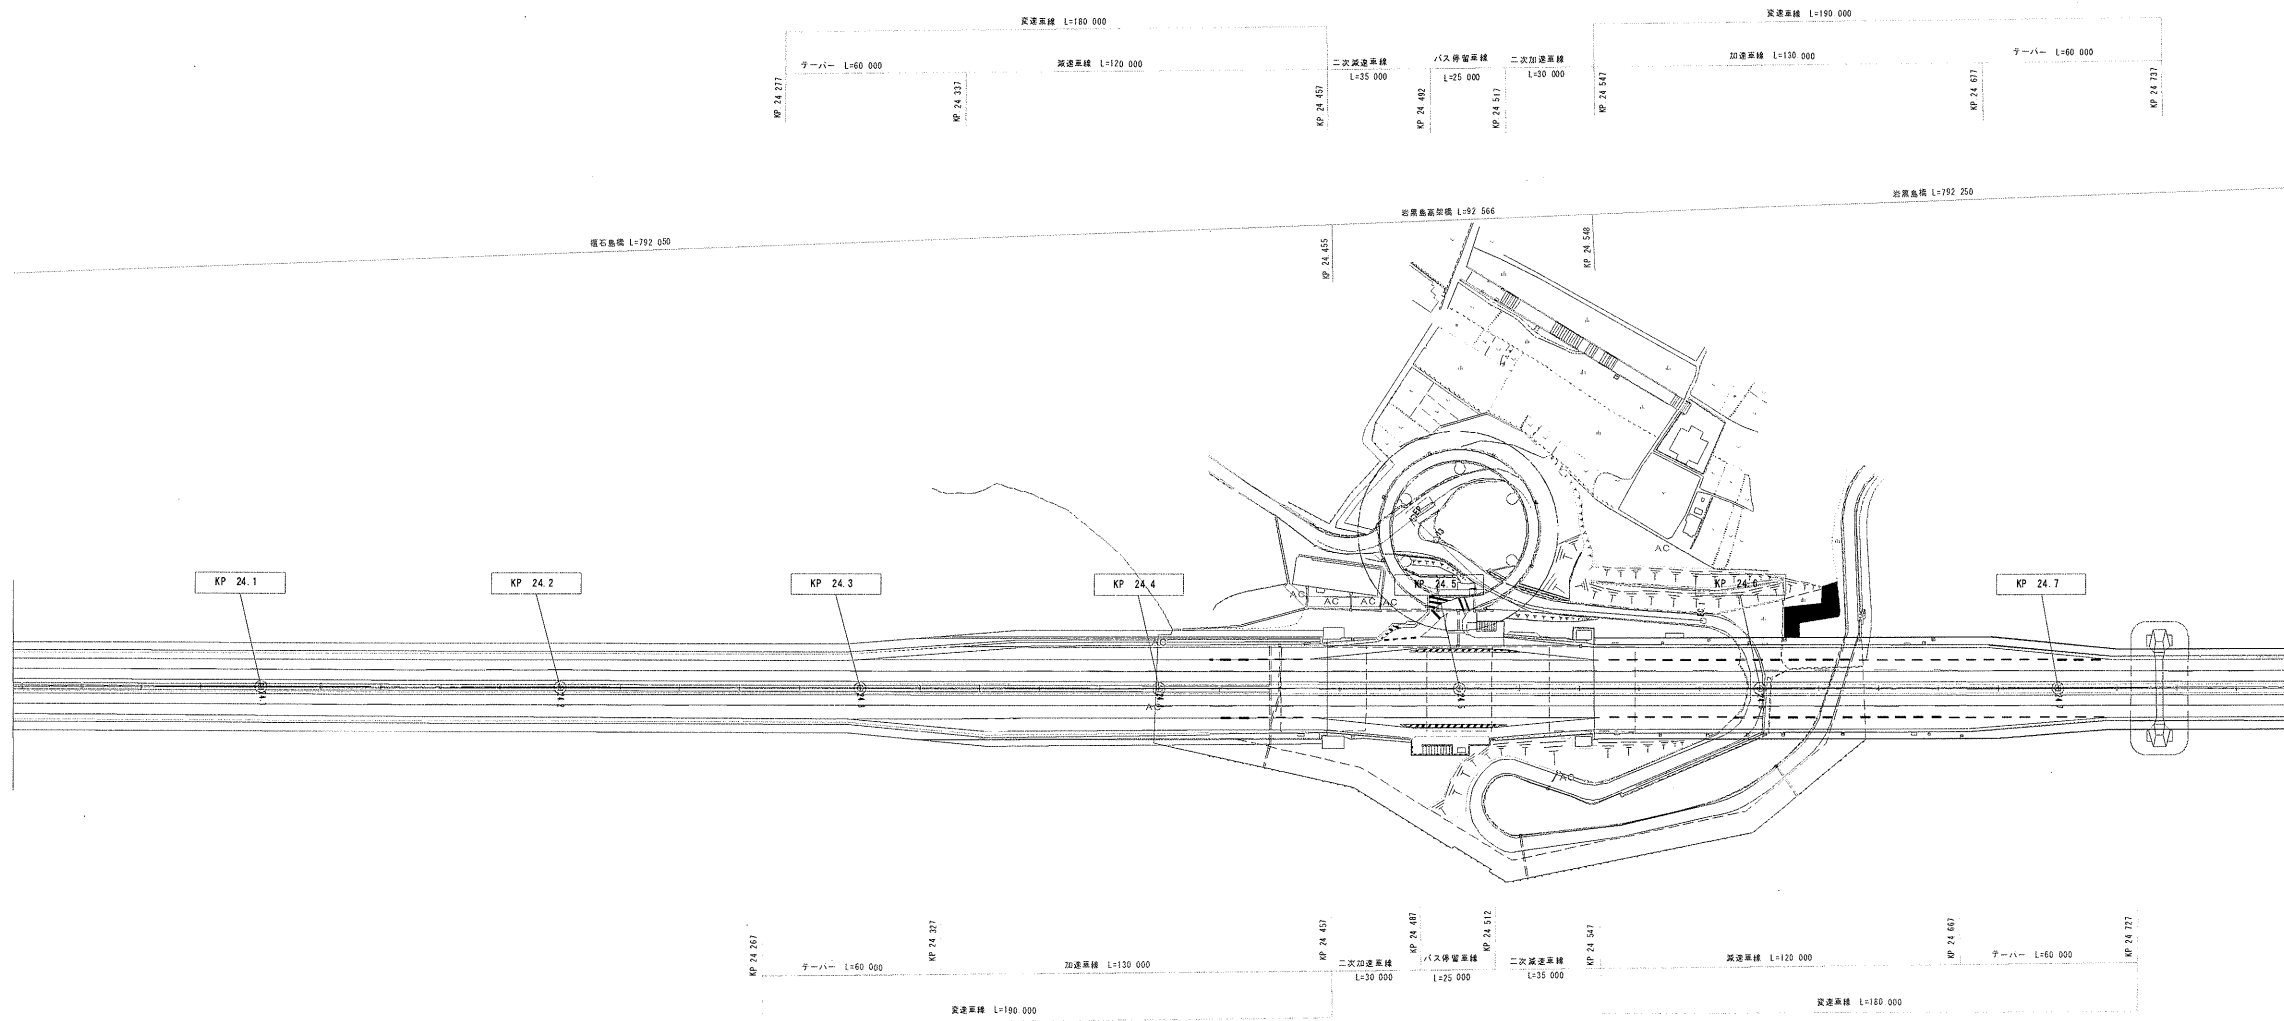 変速車線 L=180 000
変速車線 L=190 000
テーパー L=60 000
減速車線 L=120 000
二次減速車線
L=35 000
バス停留車線
L=25 000
二次加速車線
L=30 000
加速車線 L=130 000
テーパー L=60 000
KP 24 277
KP 24 337
KP 24 457
KP 24 492
KP 24 517
KP 24 547
KP 24 677
KP 24 737
櫃石島橋 L=792 050
岩黒島高架橋 L=92 566
岩黒島橋 L=792 250
KP 24.455
KP 24.548
KP 24.1
KP 24.2
KP 24.3
KP 24.4
KP 24.5
KP 24.6
KP 24.7
AC
AC
AC
AC
AC
AC
AC
KP 24 267
KP 24 327
KP 24 457
KP 24 487
KP 24 512
KP 24 547
KP 24 667
KP 24 727
テーパー L=60 000
加速車線 L=130 000
二次加速車線
L=30 000
バス停留車線
L=25 000
二次減速車線
L=35 000
減速車線 L=120 000
テーパー L=60 000
変速車線 L=190 000
変速車線 L=180 000